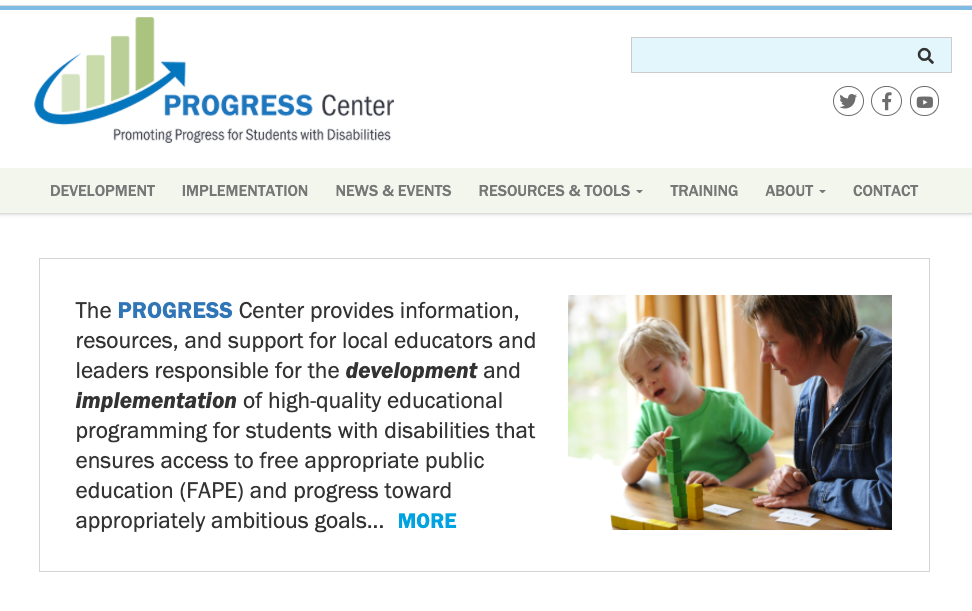 PROGRESS Center
Promoting Progress for Students with Disabilities
DEVELOPMENT IMPLEMENTATION NEWS & EVENTS RESOURCES & TOOLS TRAINING ABOUT CONTACT
The PROGRESS Center provides information,
resources, and support for local educators and
leaders responsible for the development and
implementation of high-quality educational
programming for students with disabilities that
ensures access to free appropriate public
education (FAPE) and progress toward
appropriately ambitious goals... MORE